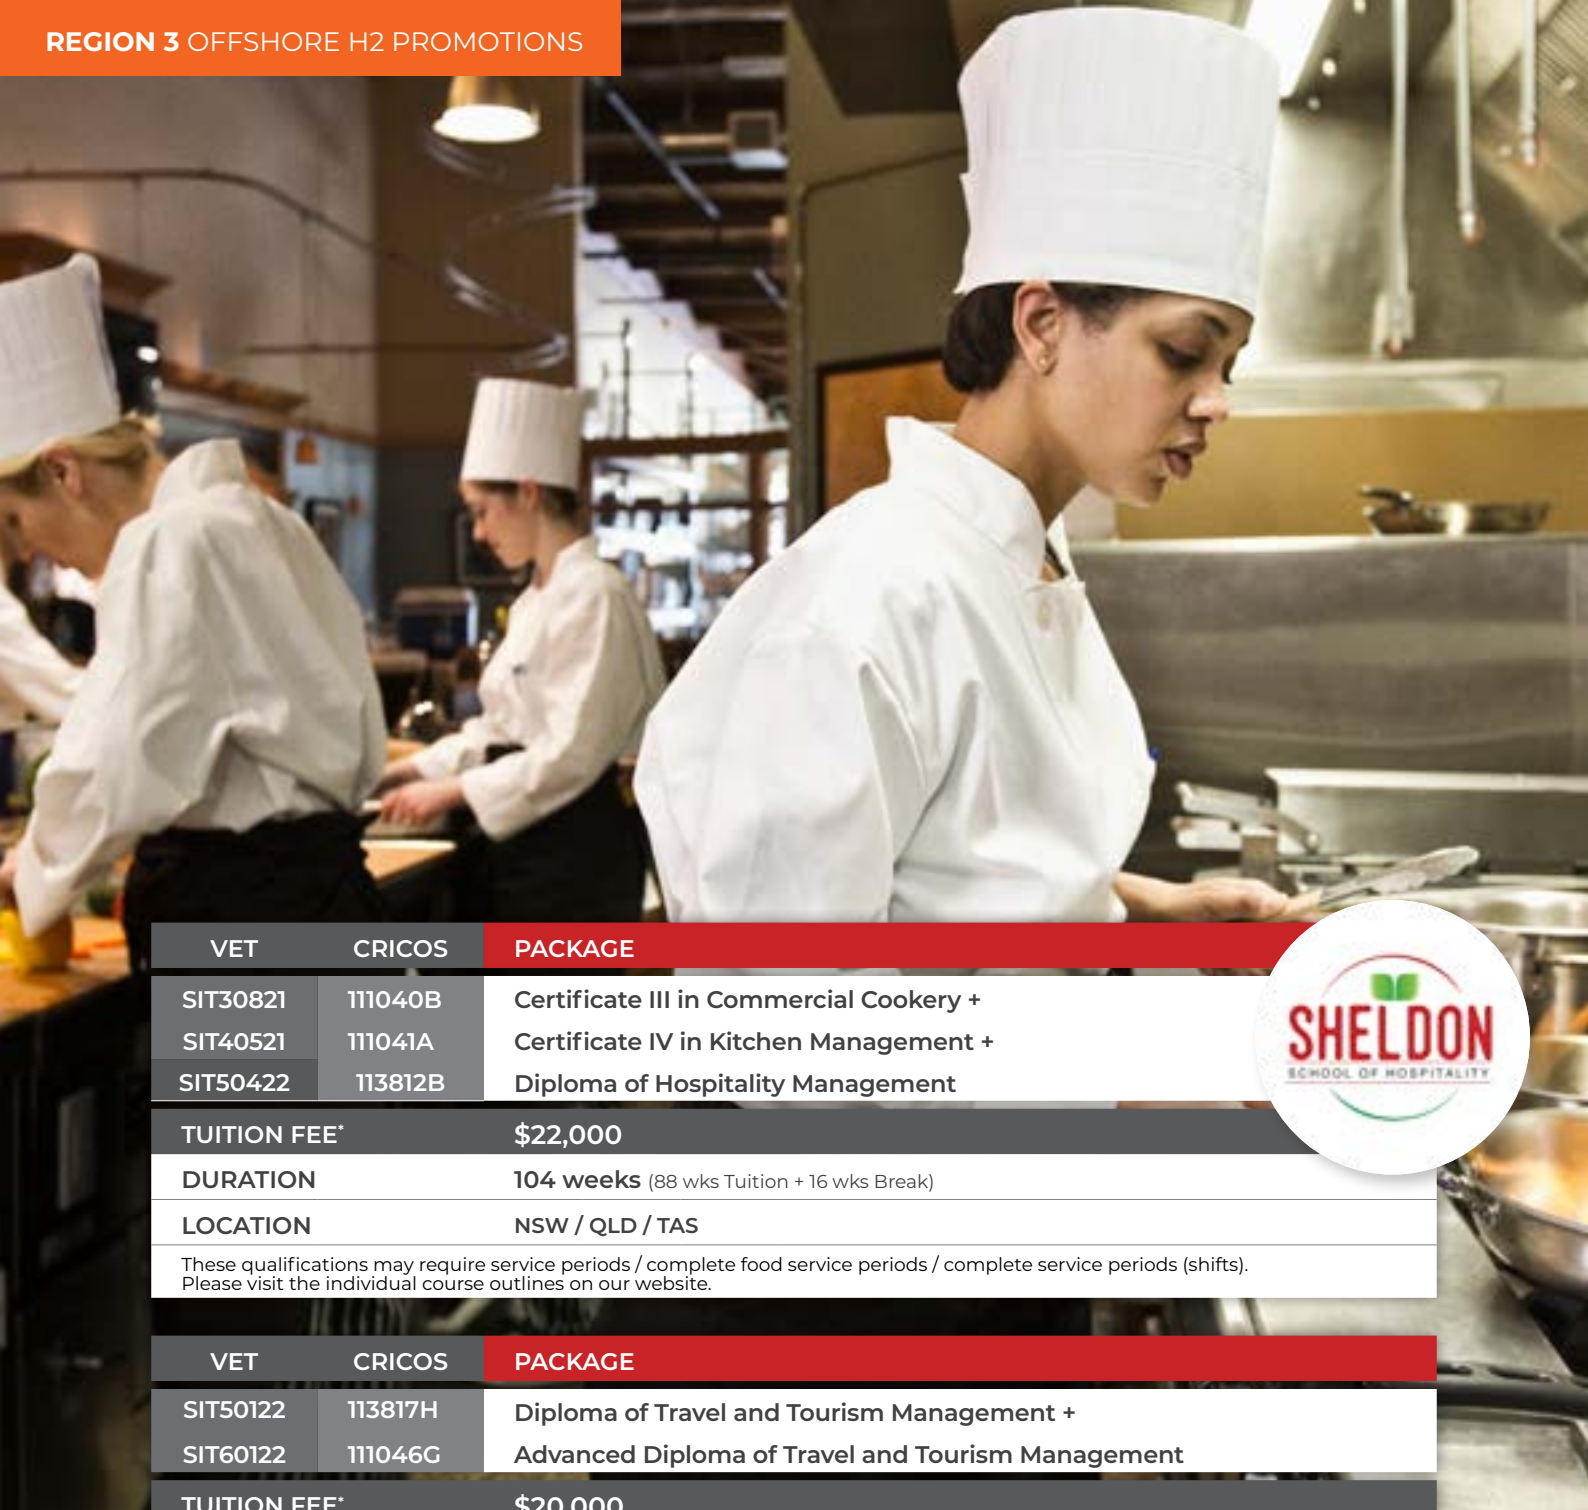 REGION 3 OFFSHORE H2 PROMOTIONS
VET CRICOS PACKAGE
SIT30821 111040B Certificate III in Commercial Cookery +
SIT40521 111041A Certificate IV in Kitchen Management +
SIT50422 113812B Diploma of Hospitality Management
SHELDON
SCHOOL OF HOSPITALITY
TUITION FEE* $22,000
DURATION 104 weeks (88 wks Tuition + 16 wks Break)
LOCATION NSW / QLD / TAS
These qualifications may require service periods / complete food service periods / complete service periods (shifts).
Please visit the individual course outlines on our website.
VET CRICOS PACKAGE
SIT50122 113817H Diploma of Travel and Tourism Management +
SIT60122 111046G Advanced Diploma of Travel and Tourism Management
TUITION FEE* $20,000